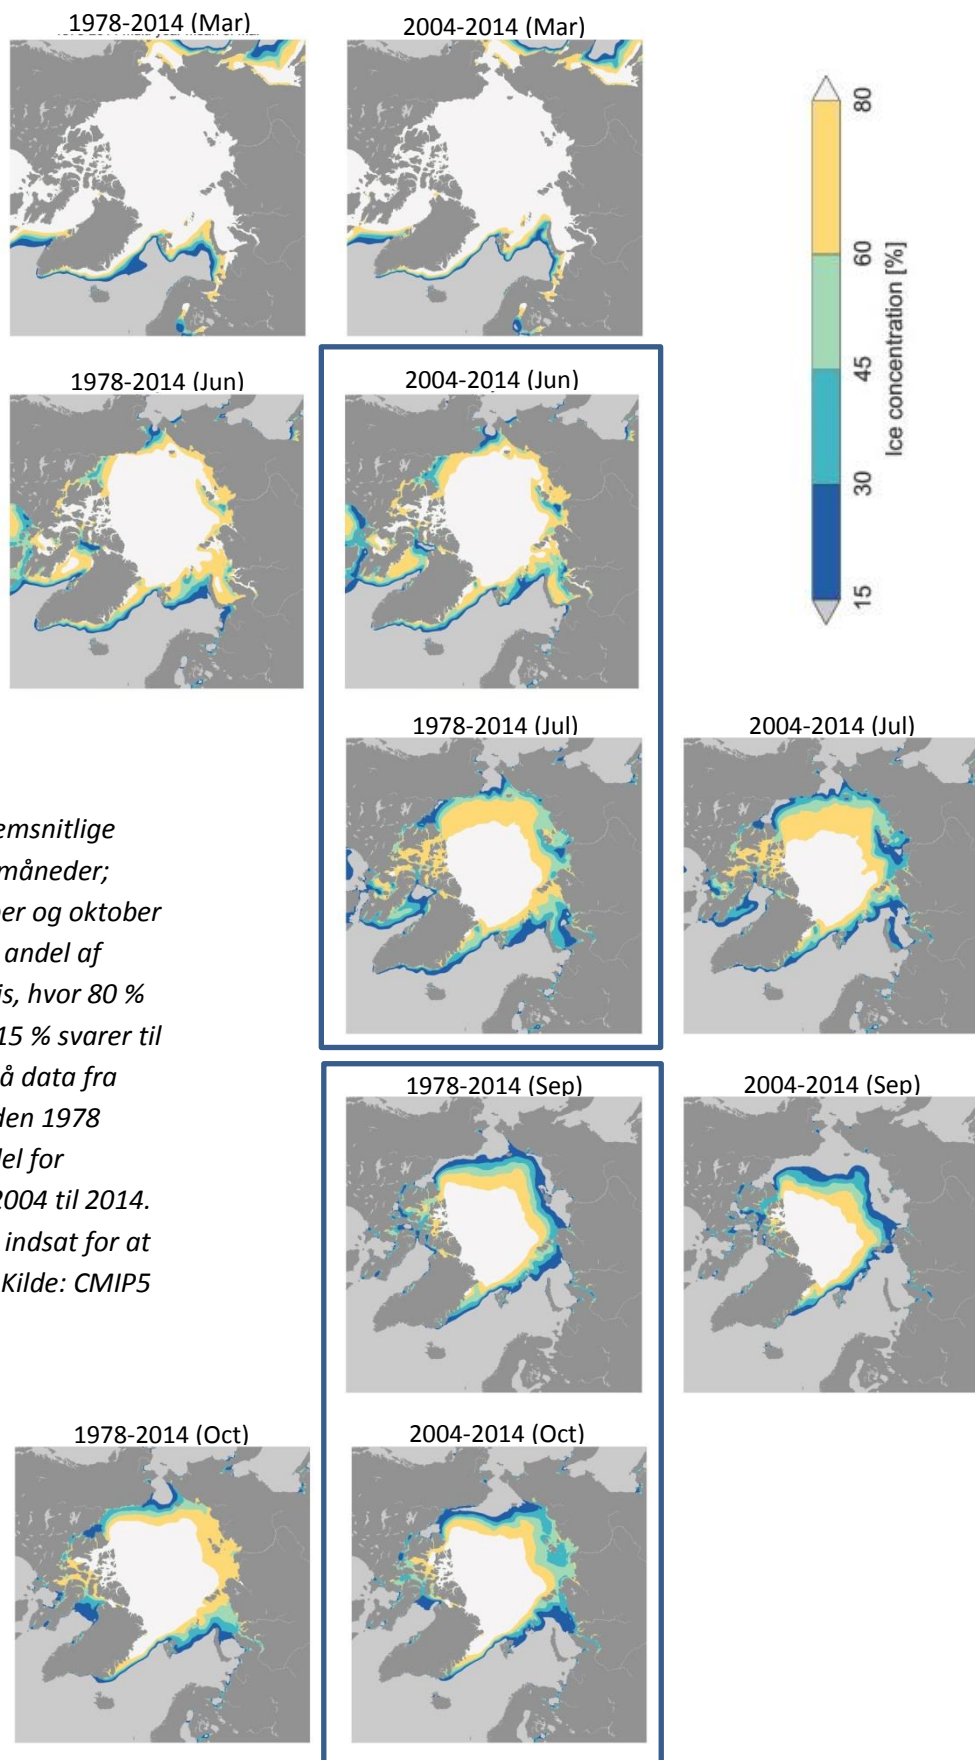 1978-2014 (Mar)
2004-2014 (Mar)
80
60
45
30
15
Ice concentration [%]
1978-2014 (Jun)
2004-2014 (Jun)
1978-2014 (Jul)
2004-2014 (Jul)
emsnitlige
måneder;
er og oktober
andel af
is, hvor 80 %
15 % svarer til
å data fra
den 1978
del for
2004 til 2014.
indsat for at
Kilde: CMIP5
1978-2014 (Sep)
2004-2014 (Sep)
1978-2014 (Oct)
2004-2014 (Oct)